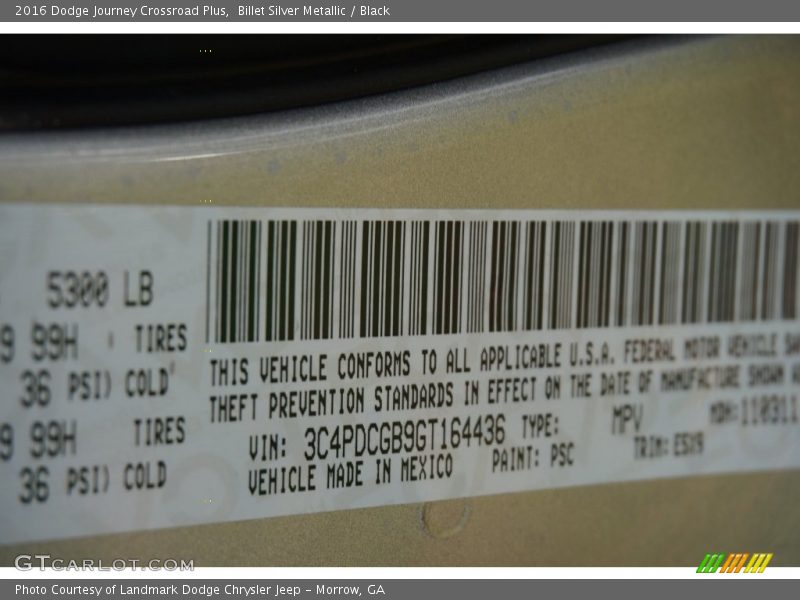 2016 Dodge Journey Crossroad Plus,  Billet Silver Metallic / Black
5300 LB
9 99H TIRES
36 PSI) COLD
9 99H TIRES
36 PSI) COLD
THIS VEHICLE CONFORMS TO ALL APPLICABLE U.S.A. FEDERAL MOTOR VEHICLE
THEFT PREVENTION STANDARDS IN EFFECT ON THE DATE OF MANUFACTURE SHOWN
VIN: 3C4PDCGB9GT164436 TYPE: MPV MDH:110311
VEHICLE MADE IN MEXICO PAINT: PSC TRIM:
GTCARLOT.COM
Photo Courtesy of Landmark Dodge Chrysler Jeep – Morrow, GA